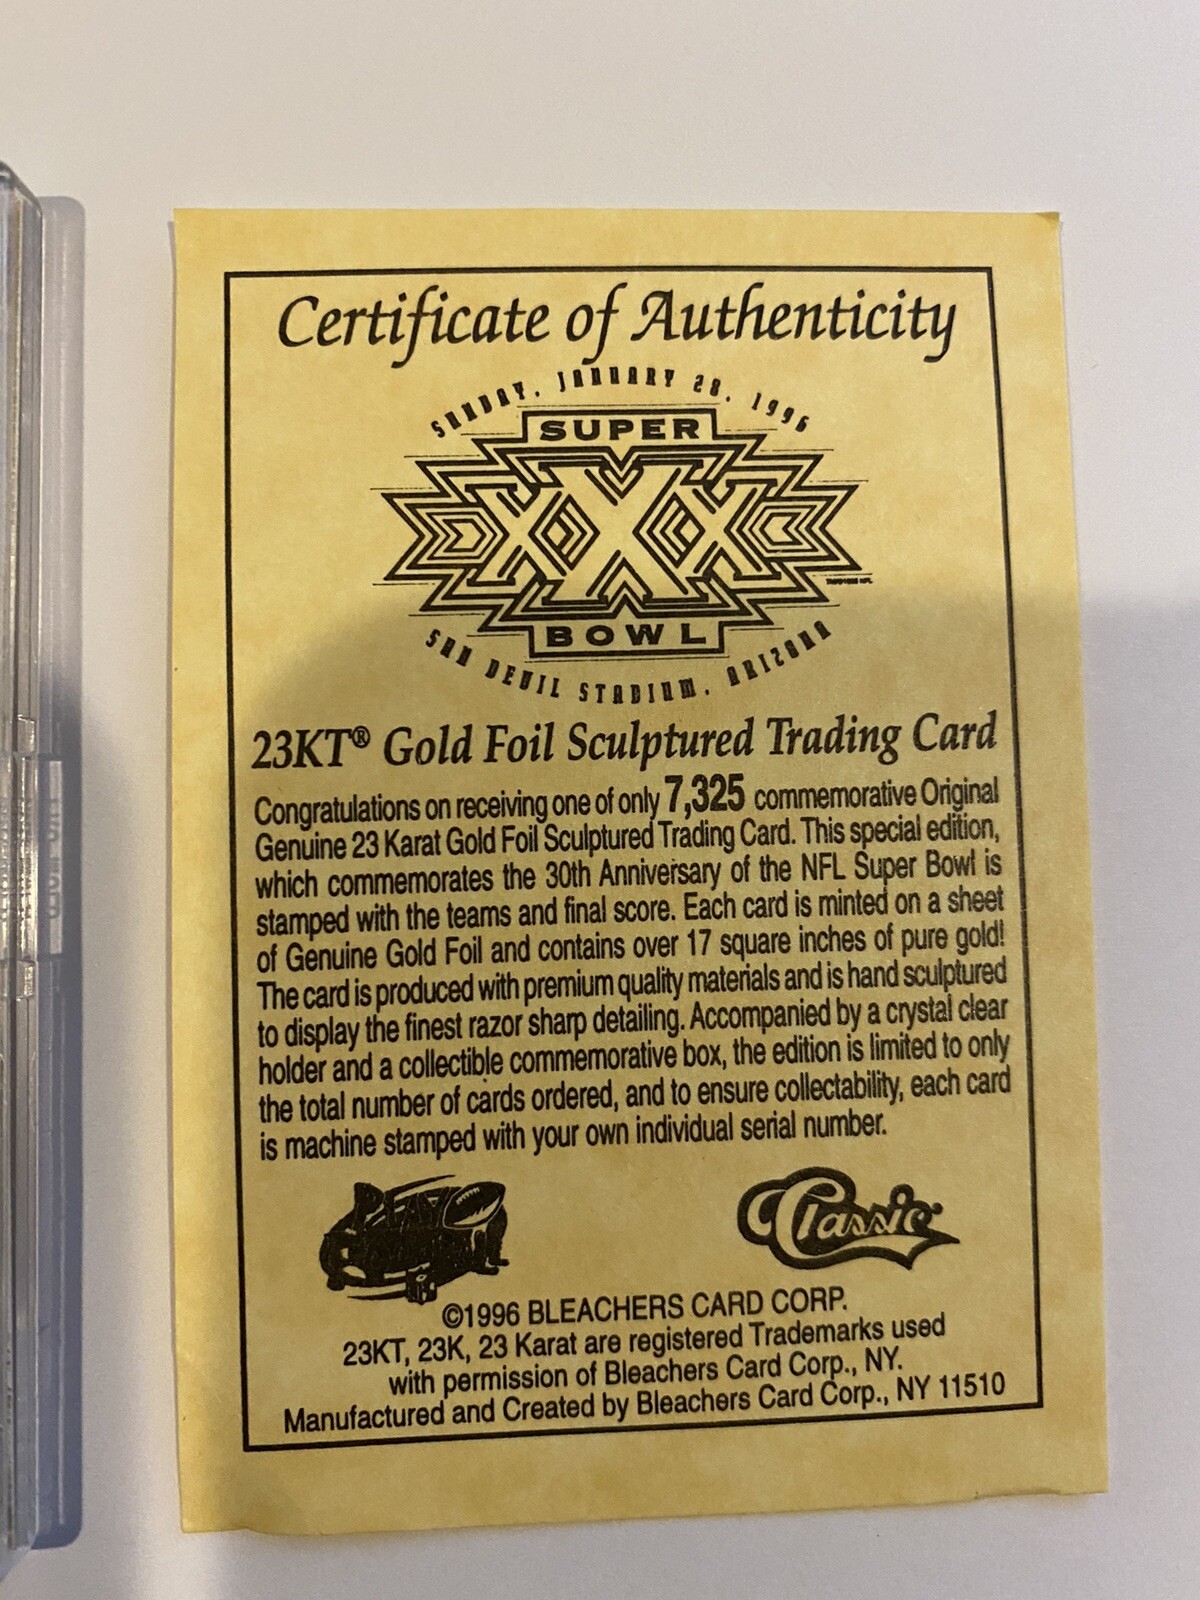 Certificate of Authenticity
SUNDAY, JANUARY 28, 1996
SUPER
XXX
BOWL
SUN DEVIL STADIUM, ARIZONA
23KT® Gold Foil Sculptured Trading Card
Congratulations on receiving one of only 7,325 commemorative Original
Genuine 23 Karat Gold Foil Sculptured Trading Card. This special edition,
which commemorates the 30th Anniversary of the NFL Super Bowl is
stamped with the teams and final score. Each card is minted on a sheet
of Genuine Gold Foil and contains over 17 square inches of pure gold!
The card is produced with premium quality materials and is hand sculptured
to display the finest razor sharp detailing. Accompanied by a crystal clear
holder and a collectible commemorative box, the edition is limited to only
the total number of cards ordered, and to ensure collectability, each card
is machine stamped with your own individual serial number.
PLAY
Classic
©1996 BLEACHERS CARD CORP.
23KT, 23K, 23 Karat are registered Trademarks used
with permission of Bleachers Card Corp., NY.
Manufactured and Created by Bleachers Card Corp., NY 11510